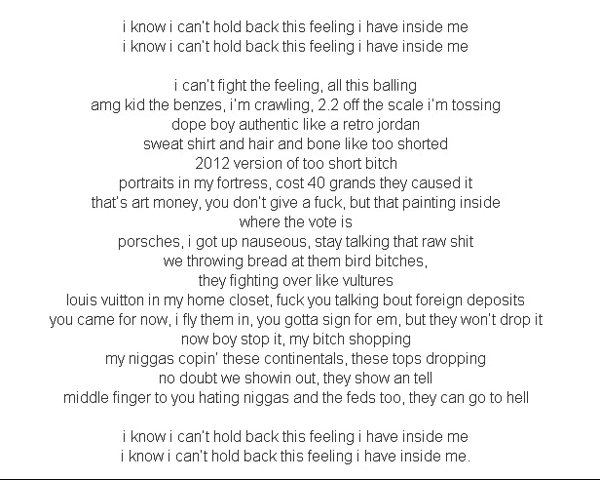 i know i can't hold back this feeling i have inside me
i know i can't hold back this feeling i have inside me
i can't fight the feeling, all this balling
amg kid the benzes, i'm crawling, 2.2 off the scale i'm tossing
dope boy authentic like a retro jordan
sweat shirt and hair and bone like too shorted
2012 version of too short bitch
portraits in my fortress, cost 40 grands they caused it
that's art money, you don't give a fuck, but that painting inside
where the vote is
porsches, i got up nauseous, stay talking that raw shit
we throwing bread at them bird bitches,
they fighting over like vultures
louis vuitton in my home closet, fuck you talking bout foreign deposits
you came for now, i fly them in, you gotta sign for em, but they won't drop it
now boy stop it, my bitch shopping
my niggas copin' these continentals, these tops dropping
no doubt we showin out, they show an tell
middle finger to you hating niggas and the feds too, they can go to hell
i know i can't hold back this feeling i have inside me
i know i can't hold back this feeling i have inside me.